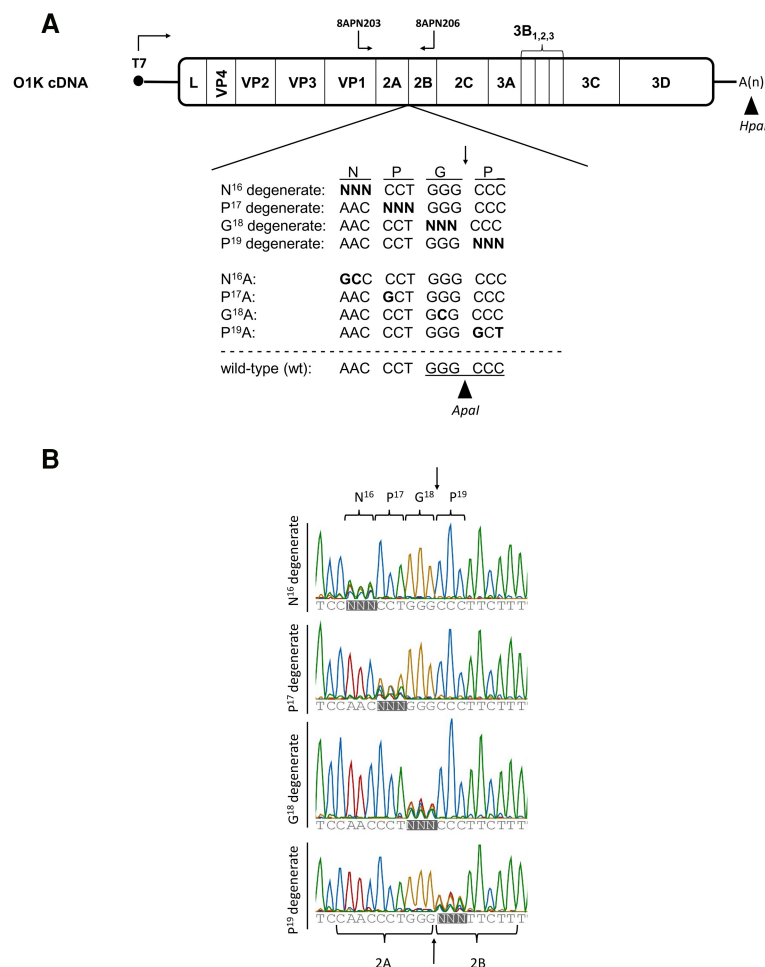 A
8APN203 8APN206
T7
3B1,2,3
O1K cDNA
L VP4 VP2 VP3 VP1 2A 2B 2C 3A 3C 3D
A(n)
HpaI
N P G P_
N16 degenerate: NNN CCT GGG CCC
P17 degenerate: AAC NNN GGG CCC
G18 degenerate: AAC CCT NNN CCC
P19 degenerate: AAC CCT GGG NNN
N16A: GCC CCT GGG CCC
P17A: AAC GCT GGG CCC
G18A: AAC CCT GCG CCC
P19A: AAC CCT GGG GCT
wild-type (wt): AAC CCT GGG CCC
ApaI
B
N16 P17 G18 P19
N16 degenerate
TCCNNNCCTGGGCCCTTCTTT
P17 degenerate
TCCAACNNNGGGCCCTTCTTT
G18 degenerate
TCCAACCCTNNNCCCTTCTTT
P19 degenerate
TCCAACCCTGGGNNNTTCTTT
2A 2B